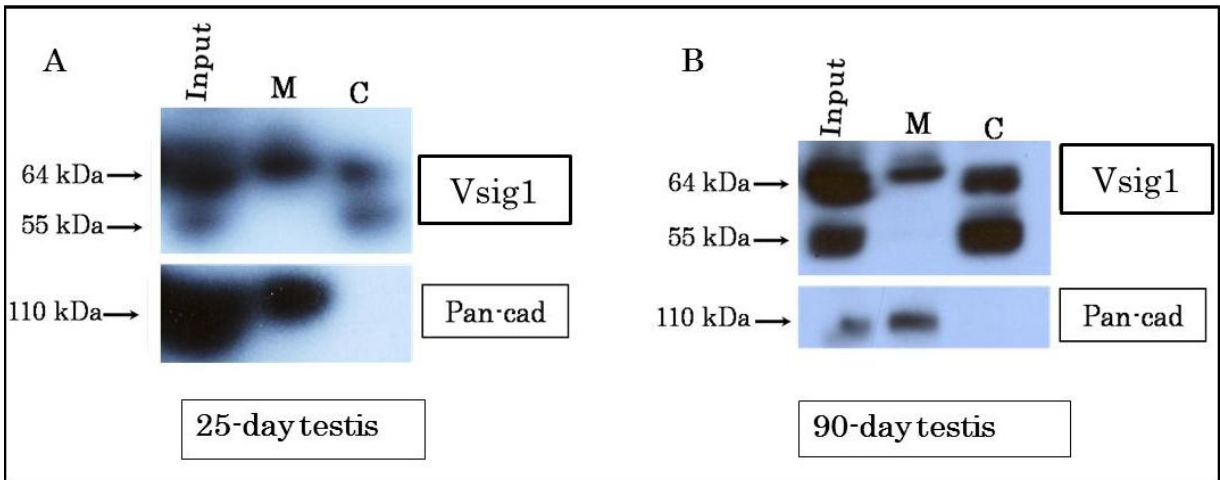 A
Input
M
C
64 kDa
55 kDa
Vsig1
110 kDa
Pan-cad
25-day testis
B
Input
M
C
64 kDa
55 kDa
Vsig1
110 kDa
Pan-cad
90-day testis